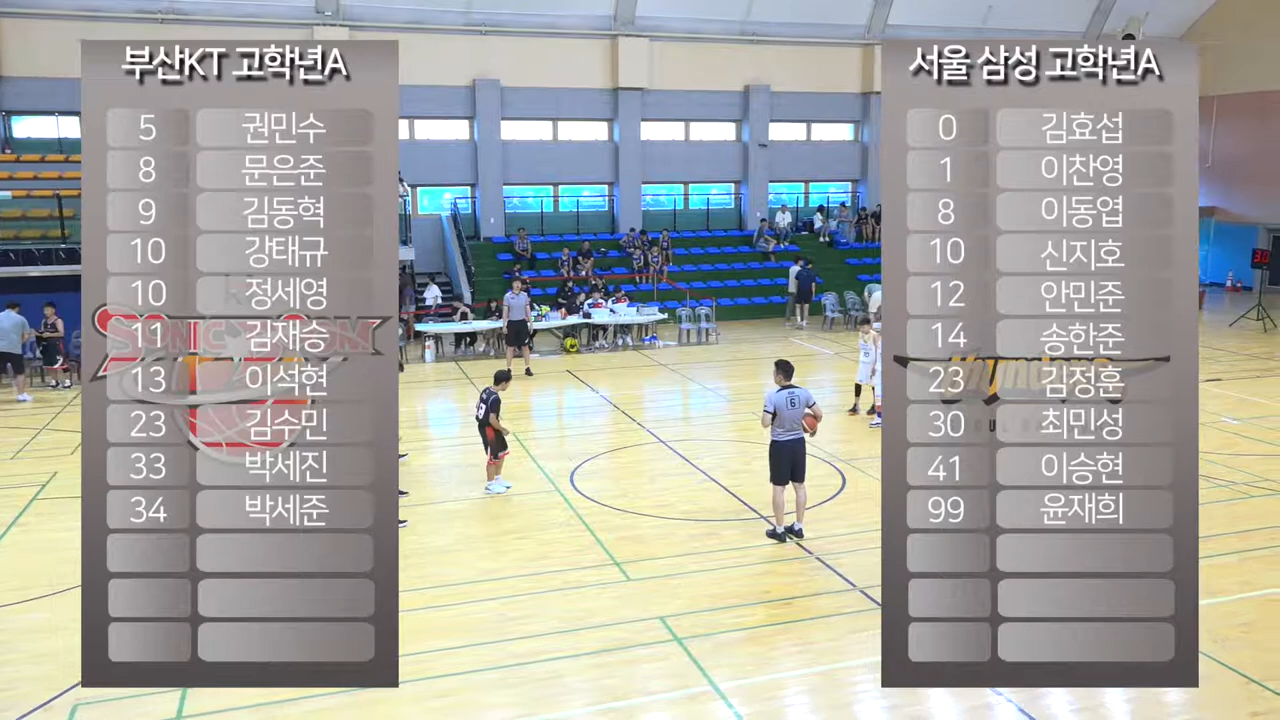 부산KT 고학년A
5 권민수
8 문은준
9 김동혁
10 강태규
10 정세영
11 김재승
13 이석현
23 김수민
33 박세진
34 박세준
서울 삼성 고학년A
0 김효섭
1 이찬영
8 이동엽
10 신지호
12 안민준
14 송한준
23 김정훈
30 최민성
41 이승현
99 윤재희
6
30